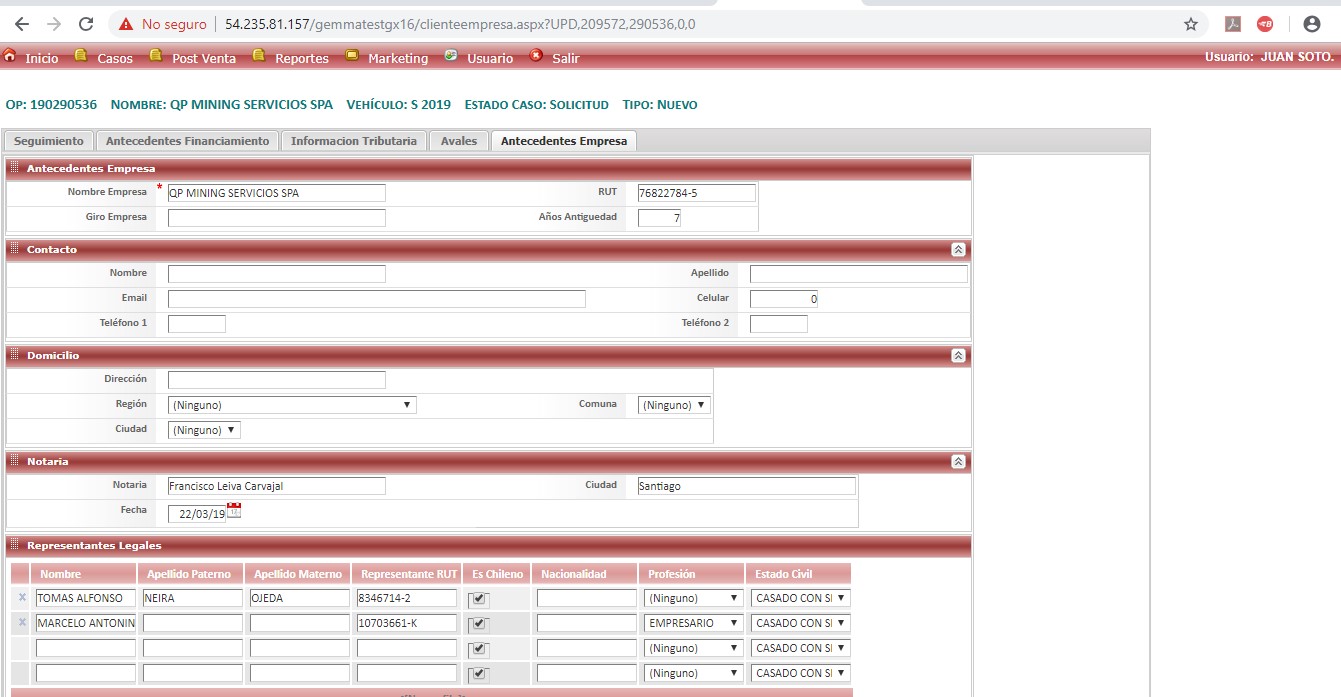 No seguro | 54.235.81.157/gemmatestgx16/clienteempresa.aspx?UPD,209572,290536,0,0
Inicio Casos Post Venta Reportes Marketing Usuario Salir Usuario: JUAN SOTO.
OP: 190290536 NOMBRE: QP MINING SERVICIOS SPA VEHÍCULO: S 2019 ESTADO CASO: SOLICITUD TIPO: NUEVO
Seguimiento Antecedentes Financiamiento Informacion Tributaria Avales Antecedentes Empresa
Antecedentes Empresa
Nombre Empresa * QP MINING SERVICIOS SPA RUT 76822784-5
Giro Empresa Años Antiguedad 7
Contacto
Nombre Apellido
Email Celular 0
Teléfono 1 Teléfono 2
Domicilio
Dirección
Región (Ninguno) Comuna (Ninguno)
Ciudad (Ninguno)
Notaria
Notaria Francisco Leiva Carvajal Ciudad Santiago
Fecha 22/03/19
Representantes Legales
Nombre Apellido Paterno Apellido Materno Representante RUT Es Chileno Nacionalidad Profesión Estado Civil
x TOMAS ALFONSO NEIRA OJEDA 8346714-2 (Ninguno) CASADO CON SI
x MARCELO ANTONIN 10703661-K EMPRESARIO CASADO CON SI
(Ninguno) CASADO CON SI
(Ninguno) CASADO CON SI